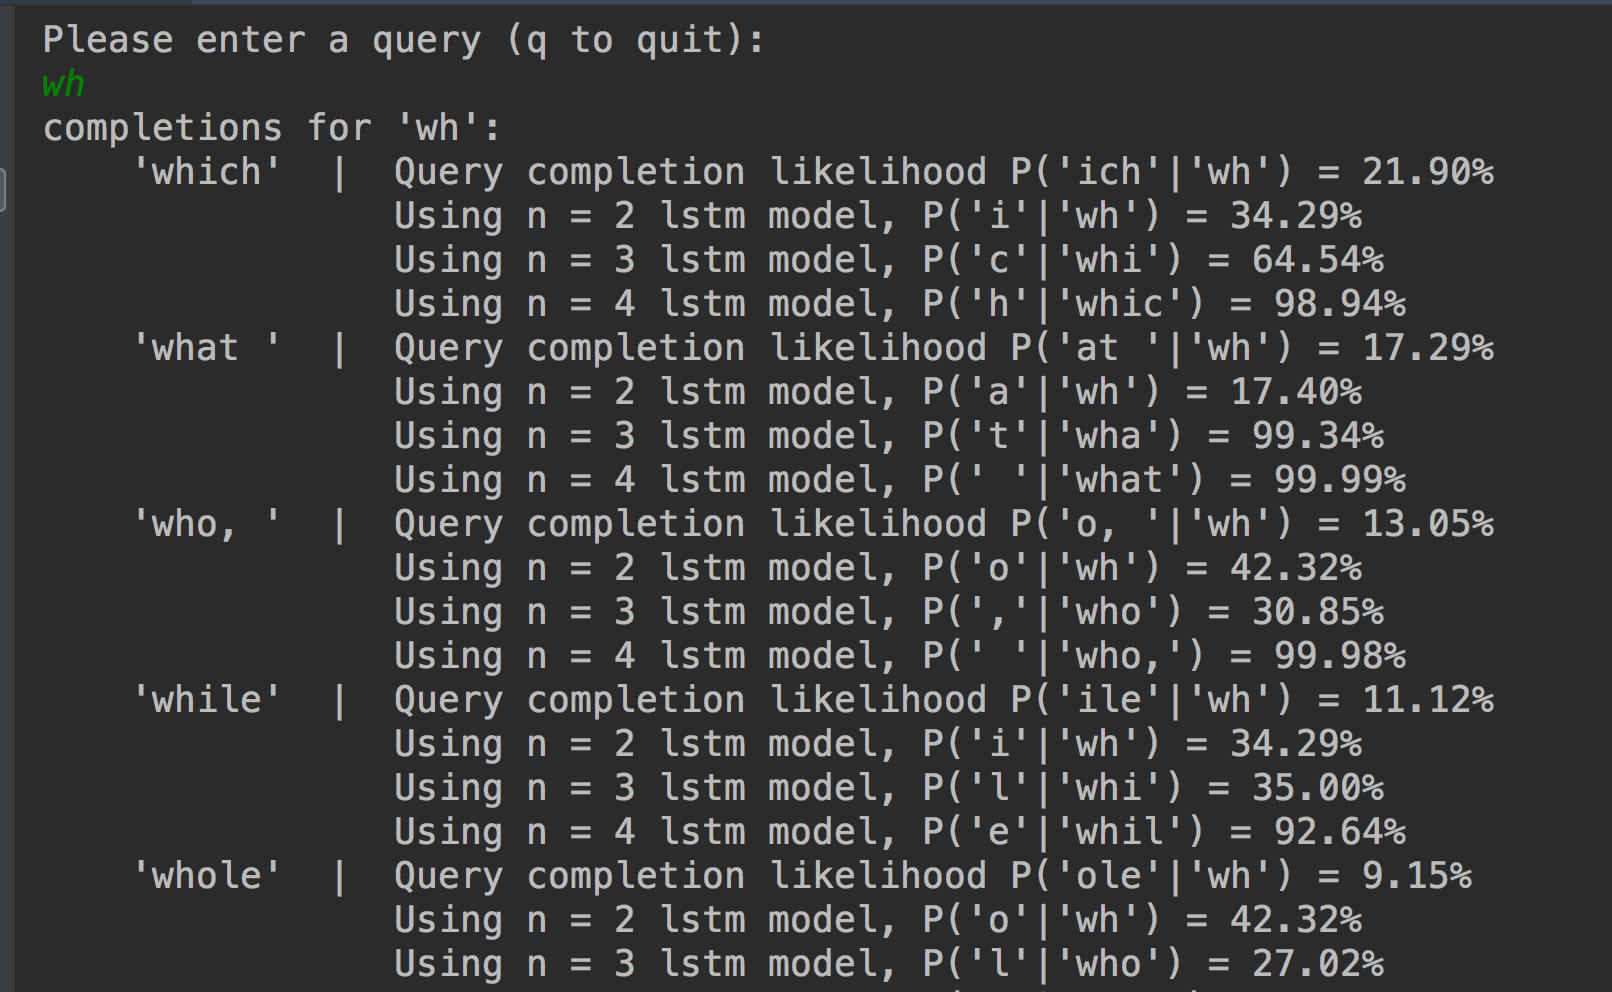 Please enter a query (q to quit):
wh
completions for 'wh':
'which'  |  Query completion likelihood P('ich'|'wh') = 21.90%
Using n = 2 lstm model, P('i'|'wh') = 34.29%
Using n = 3 lstm model, P('c'|'whi') = 64.54%
Using n = 4 lstm model, P('h'|'whic') = 98.94%
'what '  |  Query completion likelihood P('at '|'wh') = 17.29%
Using n = 2 lstm model, P('a'|'wh') = 17.40%
Using n = 3 lstm model, P('t'|'wha') = 99.34%
Using n = 4 lstm model, P(' '|'what') = 99.99%
'who, '  |  Query completion likelihood P('o, '|'wh') = 13.05%
Using n = 2 lstm model, P('o'|'wh') = 42.32%
Using n = 3 lstm model, P(','|'who') = 30.85%
Using n = 4 lstm model, P(' '|'who,') = 99.98%
'while'  |  Query completion likelihood P('ile'|'wh') = 11.12%
Using n = 2 lstm model, P('i'|'wh') = 34.29%
Using n = 3 lstm model, P('l'|'whi') = 35.00%
Using n = 4 lstm model, P('e'|'whil') = 92.64%
'whole'  |  Query completion likelihood P('ole'|'wh') = 9.15%
Using n = 2 lstm model, P('o'|'wh') = 42.32%
Using n = 3 lstm model, P('l'|'who') = 27.02%